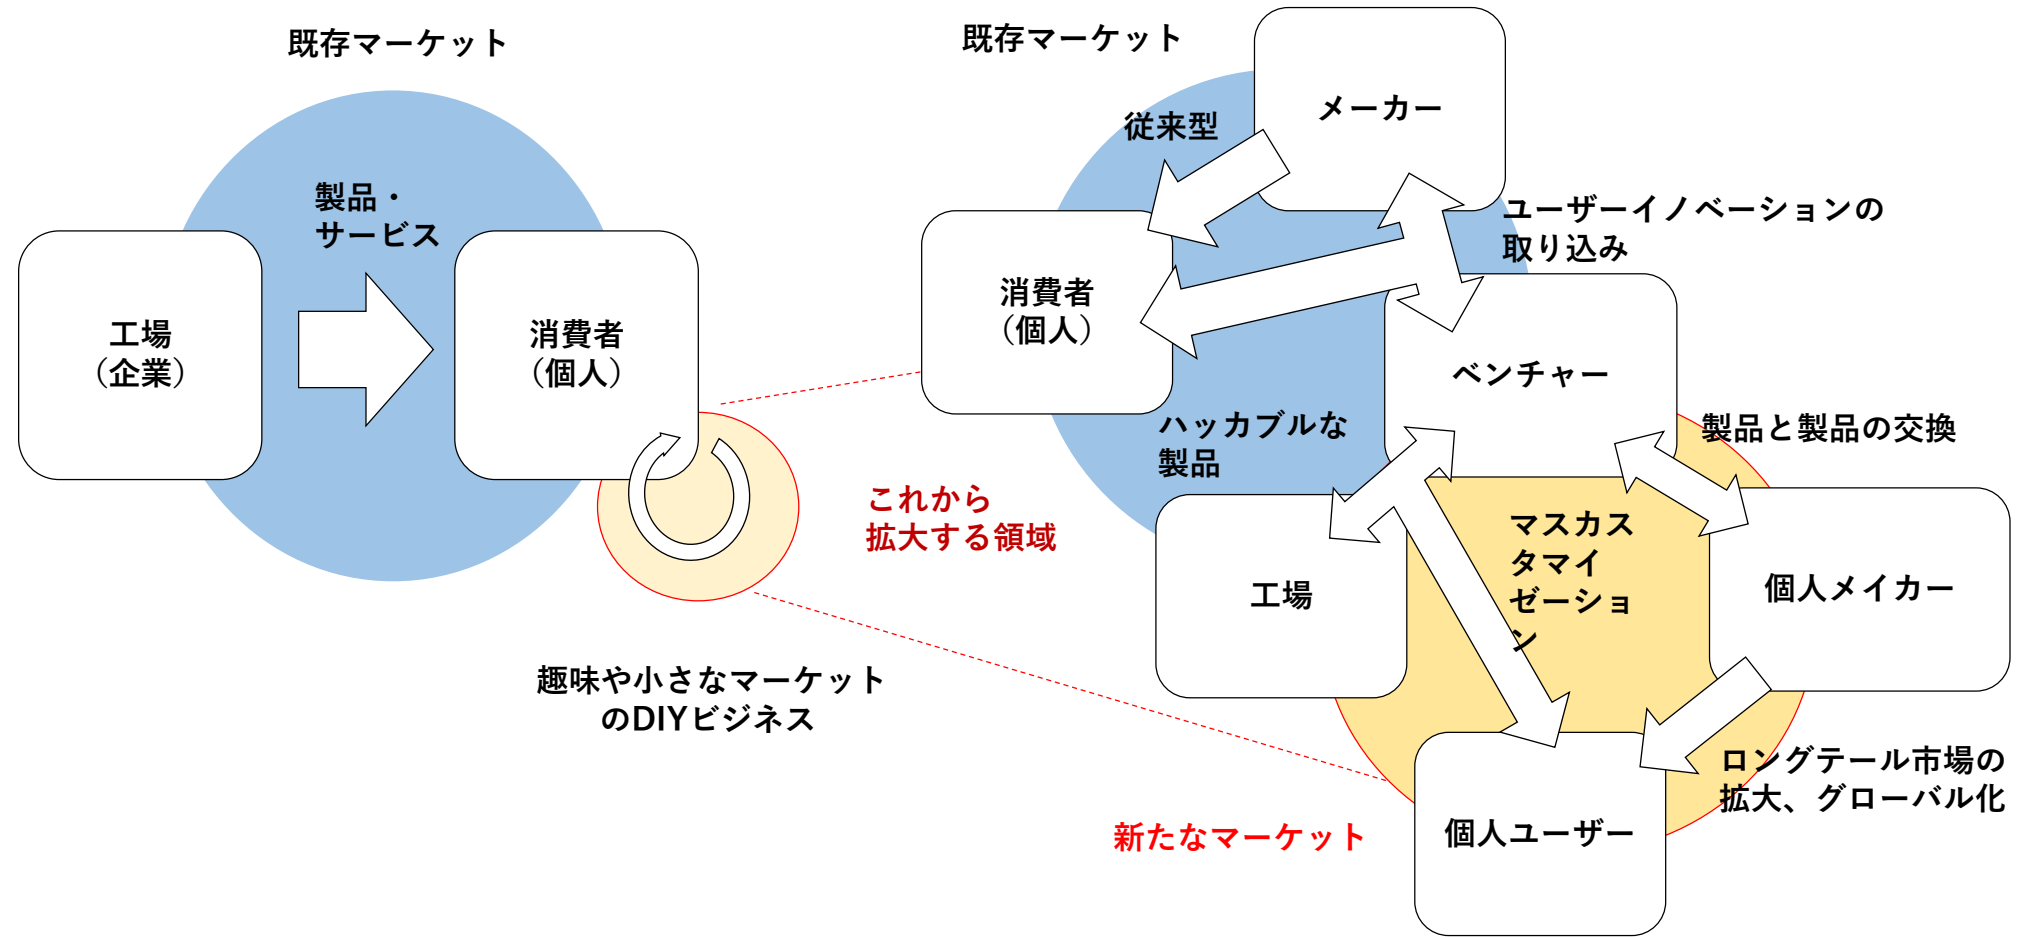 既存マーケット
製品・
サービス
工場
（企業）
消費者
（個人）
趣味や小さなマーケット
のDIYビジネス
これから
拡大する領域
既存マーケット
メーカー
従来型
ユーザーイノベーションの
取り込み
消費者
（個人）
ベンチャー
ハッカブルな
製品
製品と製品の交換
マスカス
タマイ
ゼーショ
ン
工場
個人メイカー
ロングテール市場の
拡大、グローバル化
新たなマーケット
個人ユーザー